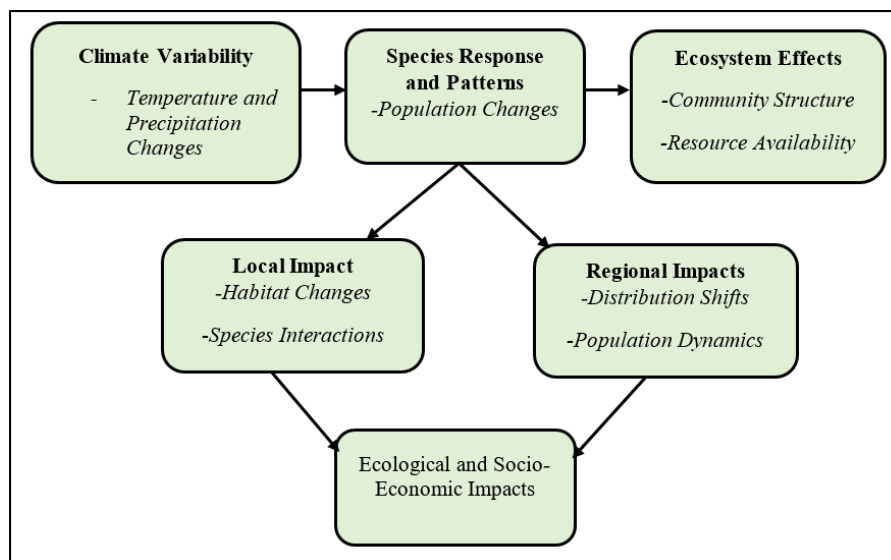 Climate Variability
- Temperature and
Precipitation
Changes
Species Response
and Patterns
-Population Changes
Ecosystem Effects
-Community Structure
-Resource Availability
Local Impact
-Habitat Changes
-Species Interactions
Regional Impacts
-Distribution Shifts
-Population Dynamics
Ecological and Socio-
Economic Impacts